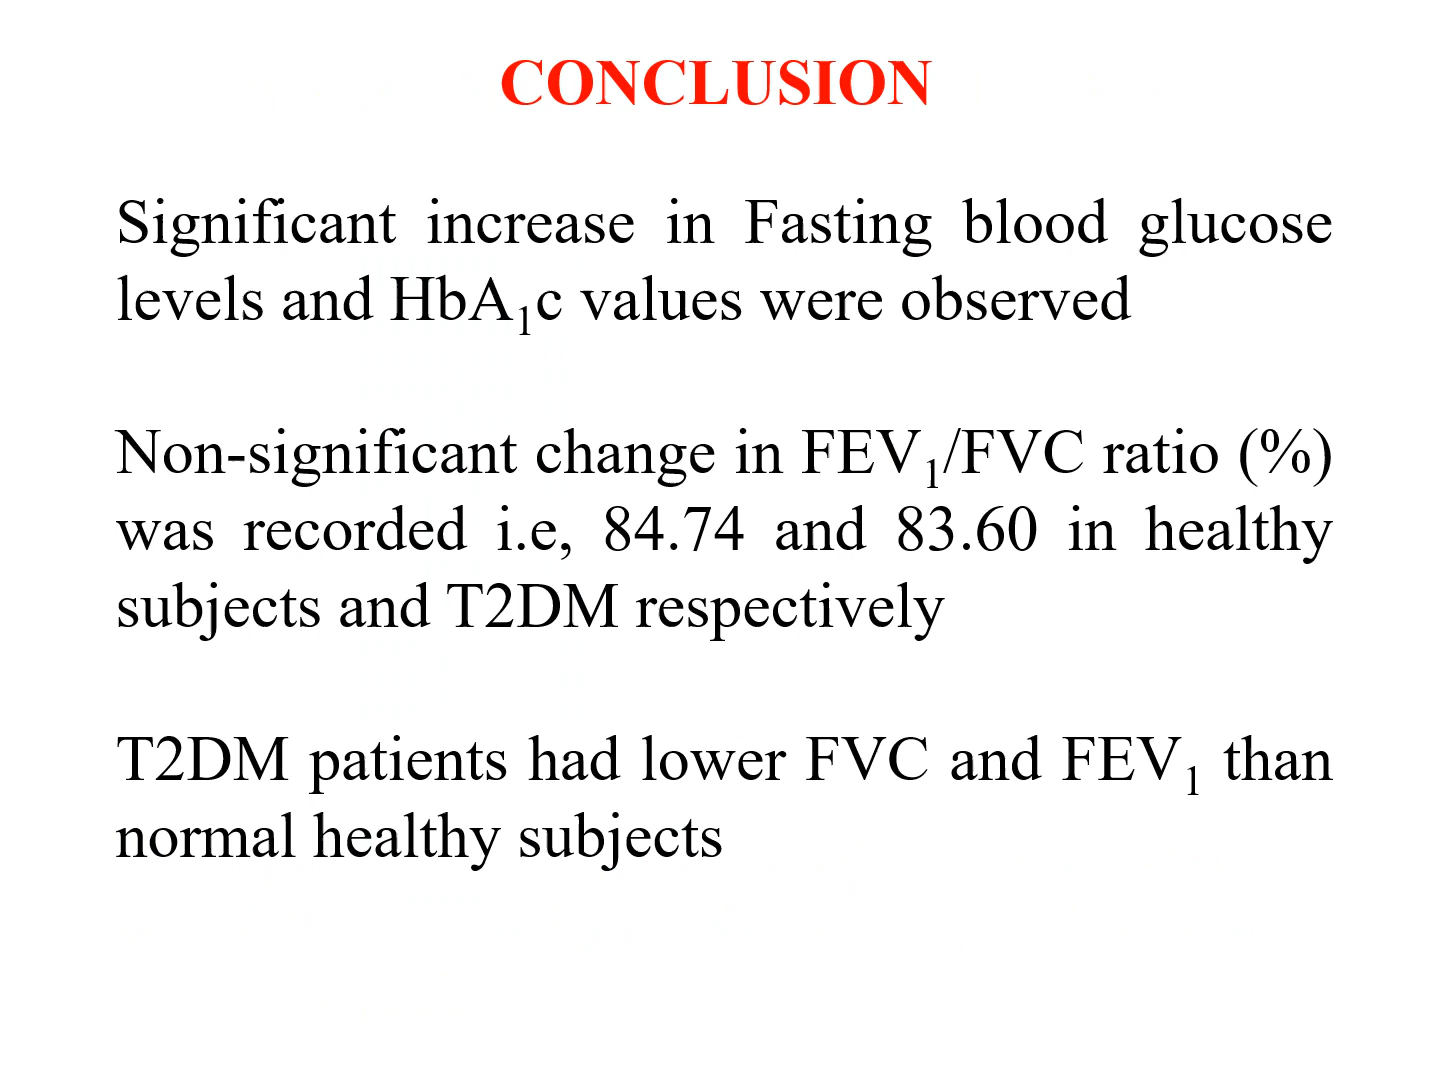 CONCLUSION
Significant increase in Fasting blood glucose
levels and HbA₁c values were observed
Non-significant change in FEV₁/FVC ratio (%)
was recorded i.e, 84.74 and 83.60 in healthy
subjects and T2DM respectively
T2DM patients had lower FVC and FEV₁ than
normal healthy subjects